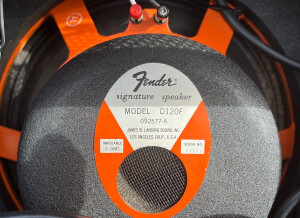 Fender
signature speaker
MODEL D120F
092577-A
JAMES B. LANSING SOUND, INC.
LOS ANGELES, CALIF., U.S.A.
IMPEDANCE
8 OHMS
SERIAL NO.